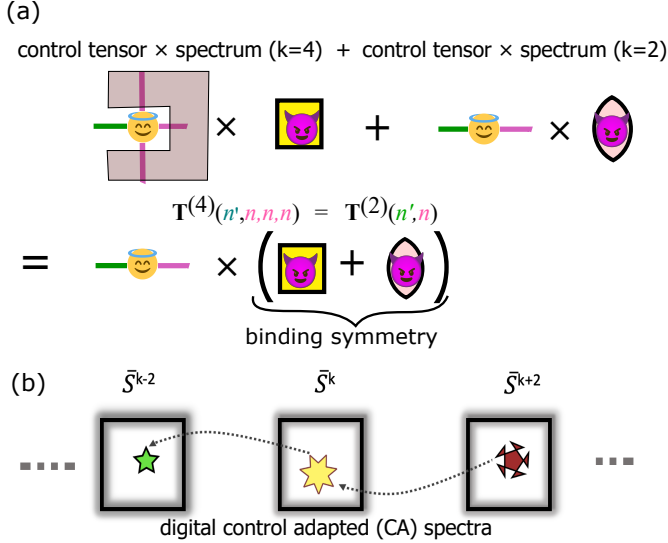 (a)
control tensor × spectrum (k=4) + control tensor × spectrum (k=2)
× + ×
T(4)(n',n,n,n) = T(2)(n',n)
= × ( + )
binding symmetry
(b)
S̄k-2 S̄k S̄k+2
digital control adapted (CA) spectra